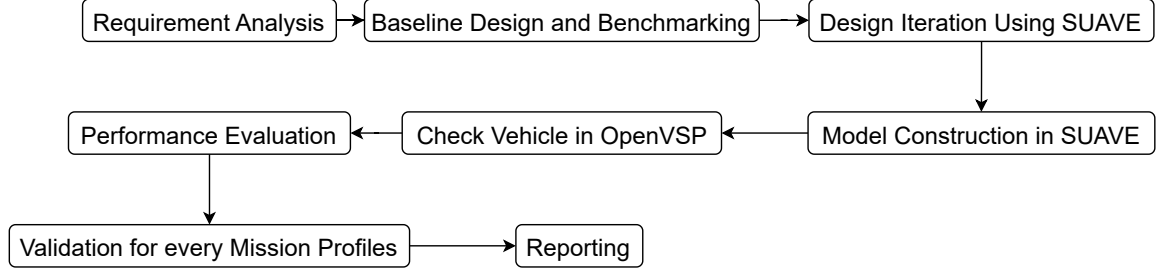 Requirement Analysis
Baseline Design and Benchmarking
Design Iteration Using SUAVE
Model Construction in SUAVE
Check Vehicle in OpenVSP
Performance Evaluation
Validation for every Mission Profiles
Reporting